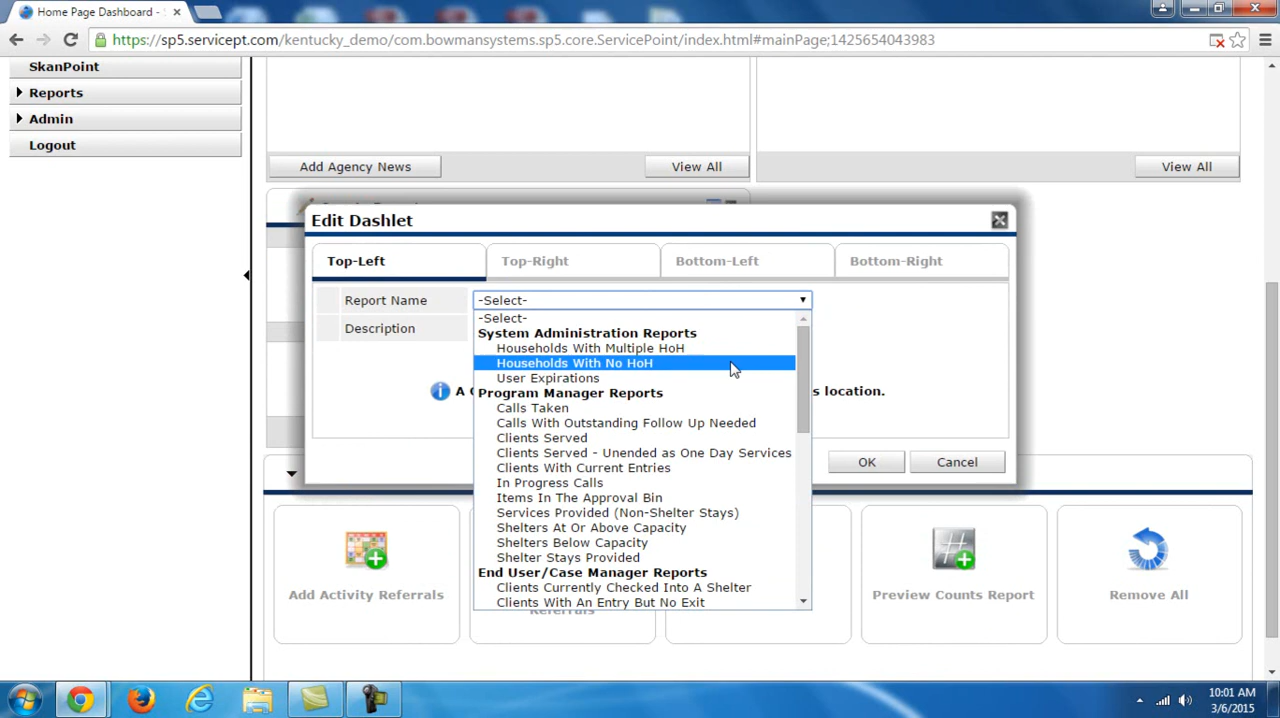 Home Page Dashboard -
https://sp5.servicept.com/kentucky_demo/com.bowmansystems.sp5.core.ServicePoint/index.html#mainPage;1425654043983
SkanPoint
Reports
Admin
Logout
Add Agency News
View All
View All
Edit Dashlet
Top-Left
Top-Right
Bottom-Left
Bottom-Right
Report Name
-Select-
Description
-Select-
System Administration Reports
Households With Multiple HoH
Households With No HoH
User Expirations
Program Manager Reports
Calls Taken
Calls With Outstanding Follow Up Needed
Clients Served
Clients Served - Unended as One Day Services
Clients With Current Entries
In Progress Calls
Items In The Approval Bin
Services Provided (Non-Shelter Stays)
Shelters At Or Above Capacity
Shelters Below Capacity
Shelter Stays Provided
End User/Case Manager Reports
Clients Currently Checked Into A Shelter
Clients With An Entry But No Exit
A
s location.
OK
Cancel
Add Activity Referrals
Referrals
Preview Counts Report
Remove All
10:01 AM
3/6/2015